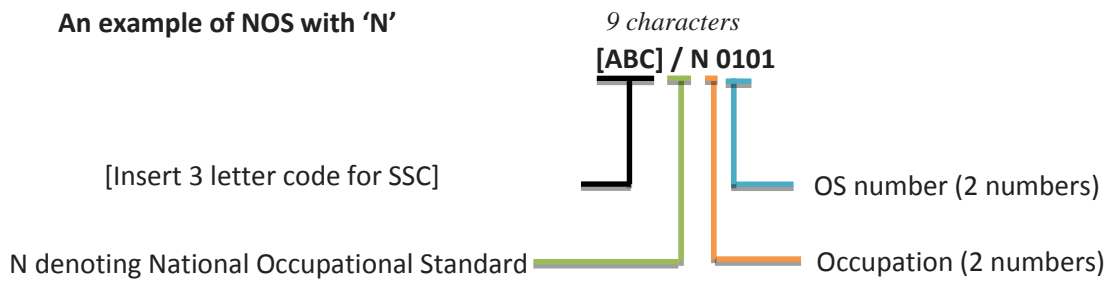 An example of NOS with ‘N’
9 characters
[ABC] / N 0101
[Insert 3 letter code for SSC]
OS number (2 numbers)
N denoting National Occupational Standard
Occupation (2 numbers)